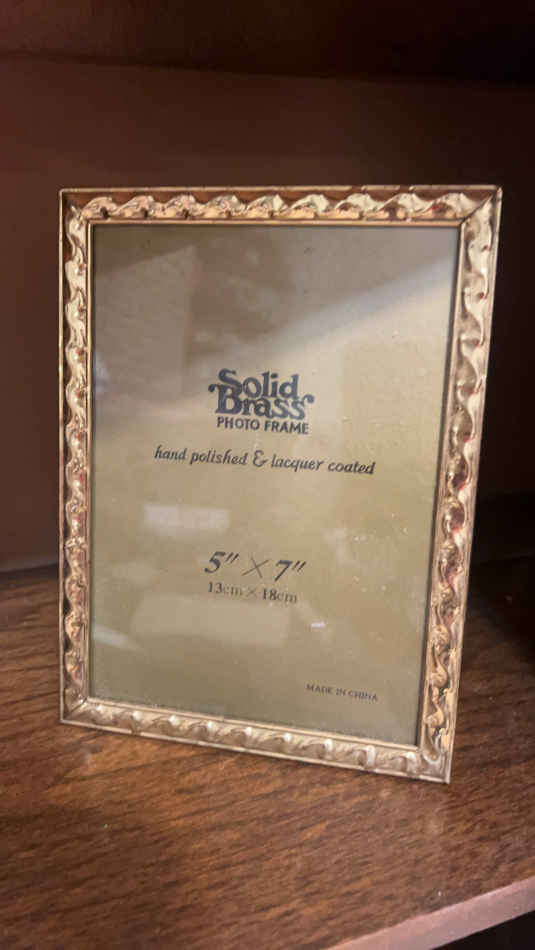 Solid
Brass
PHOTO FRAME
hand polished & lacquer coated
5" × 7"
13cm × 18cm
MADE IN CHINA